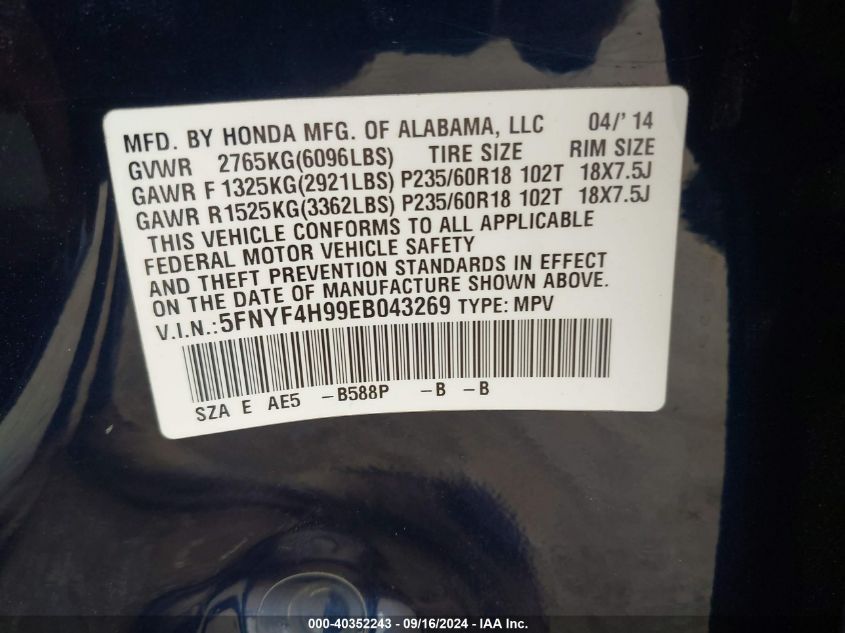 MFD. BY HONDA MFG. OF ALABAMA, LLC 04/'14
GVWR 2765KG(6096LBS) TIRE SIZE RIM SIZE
GAWR F 1325KG(2921LBS) P235/60R18 102T 18X7.5J
GAWR R1525KG(3362LBS) P235/60R18 102T 18X7.5J
THIS VEHICLE CONFORMS TO ALL APPLICABLE
FEDERAL MOTOR VEHICLE SAFETY
AND THEFT PREVENTION STANDARDS IN EFFECT
ON THE DATE OF MANUFACTURE SHOWN ABOVE.
V.I.N.:5FNYF4H99EB043269 TYPE: MPV
SZA E AE5 -B588P -B -B
000-40352243 - 09/16/2024 - IAA Inc.